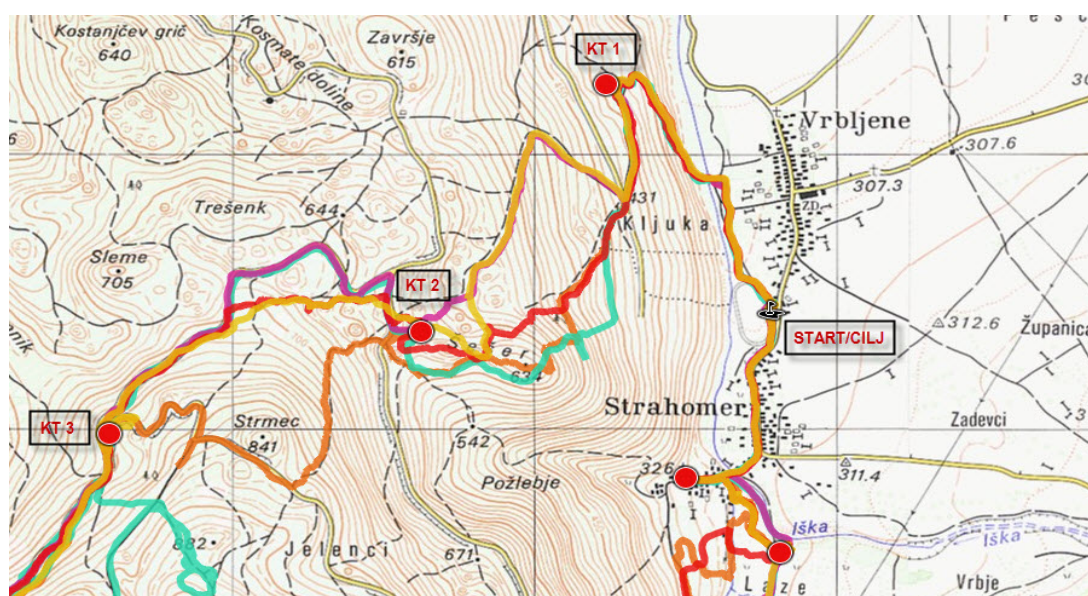 Kostanjčev grič
640
Kosmate doline
Završje
615
KT 1
Vrbljene
307.6
307.3
ZD
Trešenk
644
431
Kljuka
Sleme
705
KT 2
312.6
Županica
START/CILJ
634
Strahomer
Zadevci
KT 3
Strmec
841
542
326
311.4
Požlebje
Iška
Iška
882
Jelenci
671
Laze
Vrbje